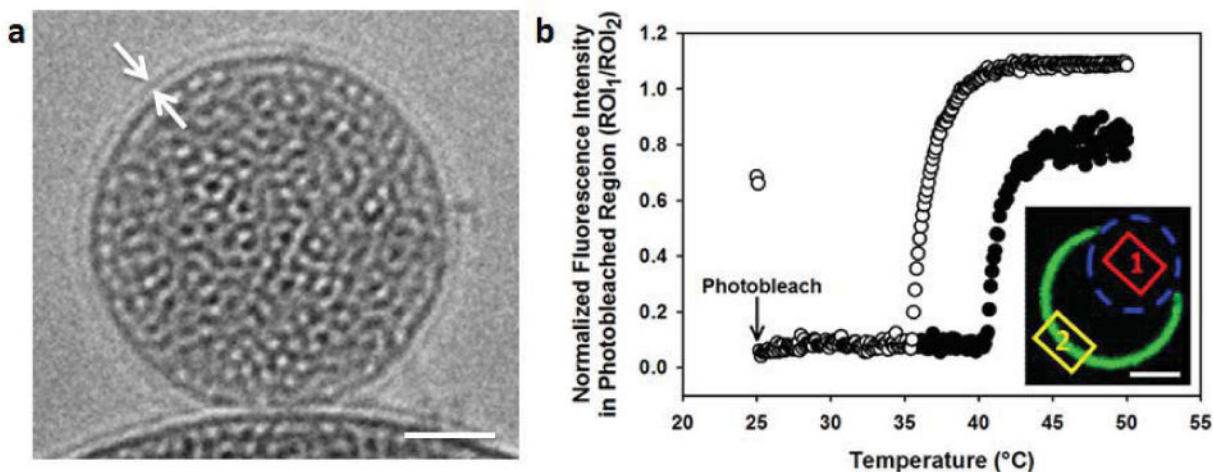 a
b
Normalized Fluorescence Intensity
in Photobleached Region (ROI₁/ROI₂)
1.2
1.0
0.8
0.6
0.4
0.2
0.0
Photobleach
1
2
20 25 30 35 40 45 50 55
Temperature (°C)